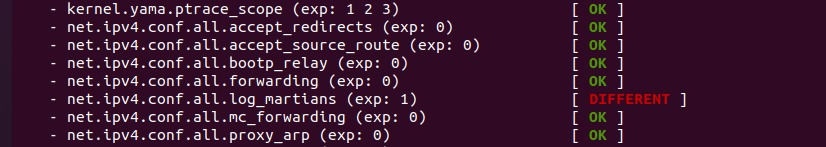 - kernel.yama.ptrace_scope (exp: 1 2 3) [ OK ]
- net.ipv4.conf.all.accept_redirects (exp: 0) [ OK ]
- net.ipv4.conf.all.accept_source_route (exp: 0) [ OK ]
- net.ipv4.conf.all.bootp_relay (exp: 0) [ OK ]
- net.ipv4.conf.all.forwarding (exp: 0) [ OK ]
- net.ipv4.conf.all.log_martians (exp: 1) [ DIFFERENT ]
- net.ipv4.conf.all.mc_forwarding (exp: 0) [ OK ]
- net.ipv4.conf.all.proxy_arp (exp: 0) [ OK ]